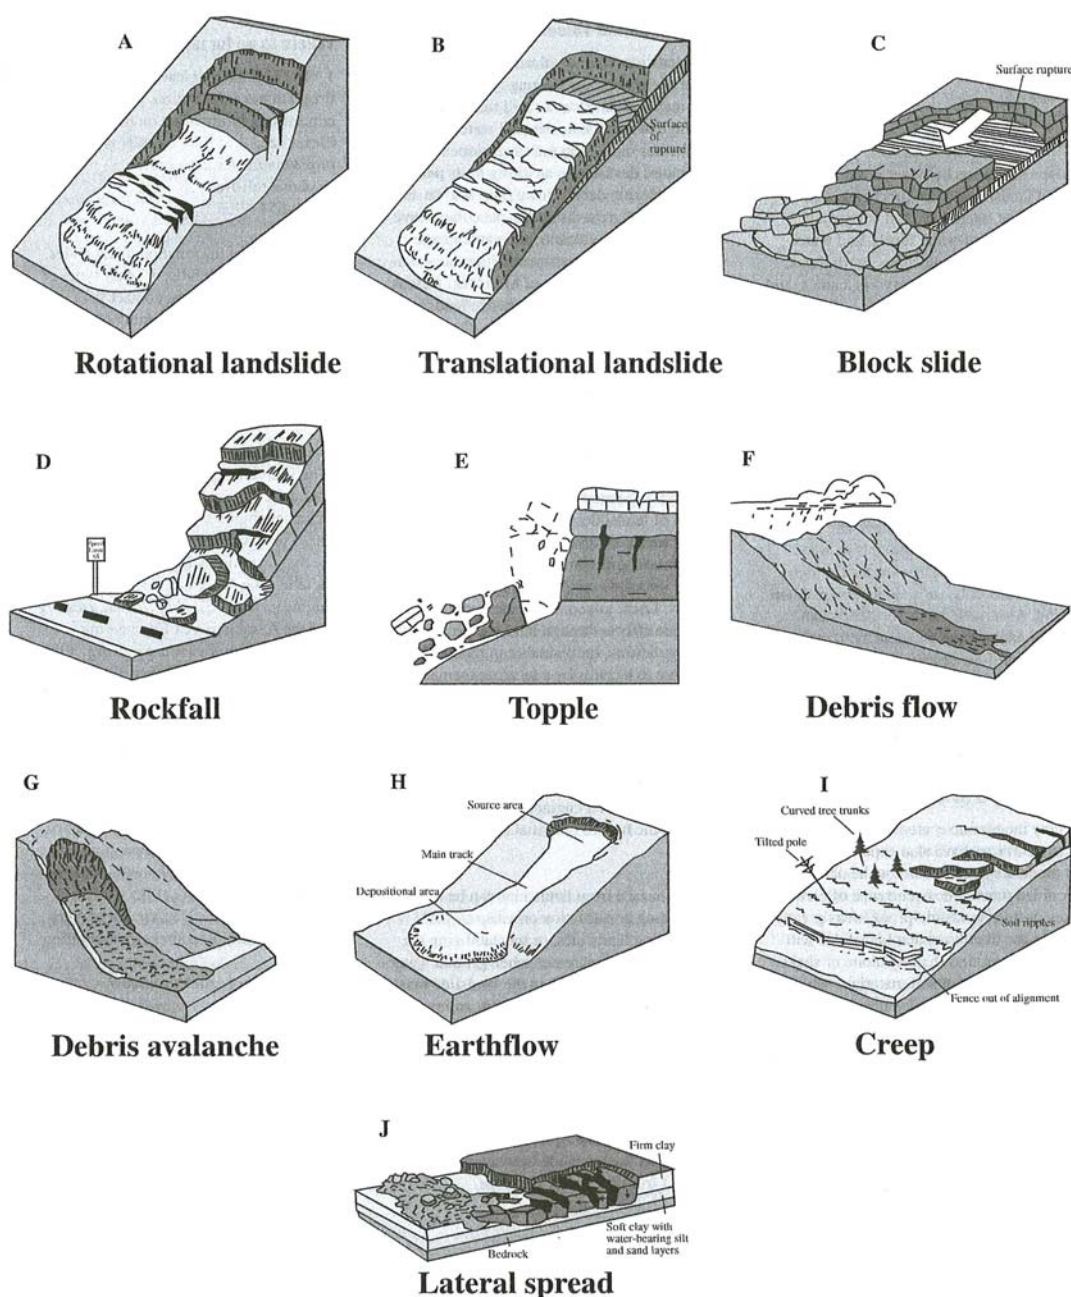 A
B
C
Surface rupture
Surface
of
rupture
Toe
Rotational landslide
Translational landslide
Block slide
D
E
F
Speed
Limit
Rockfall
Topple
Debris flow
G
H
I
Source area
Main track
Depositional area
Curved tree trunks
Tilted pole
Soil ripples
Fence out of alignment
Debris avalanche
Earthflow
Creep
J
Firm clay
Soft clay with
water-bearing silt
and sand layers
Bedrock
Lateral spread